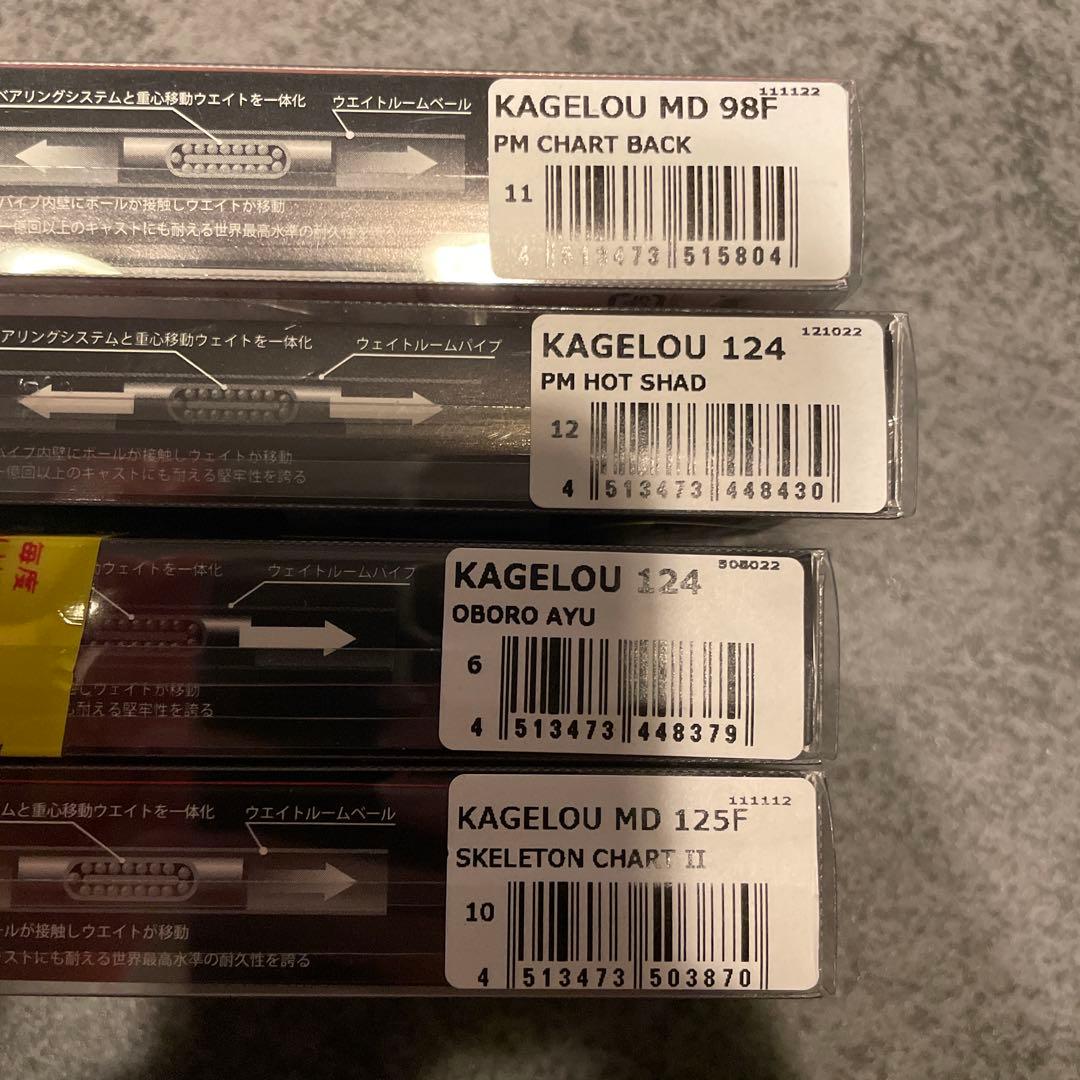 ベアリングシステムと重心移動ウエイトを一体化
ウエイトルームベール
パイプ内壁にボールが接触しウエイトが移動
一億回以上のキャストにも耐える世界最高水準の耐久性を誇る
111122
KAGELOU MD 98F
PM CHART BACK
11
4 513473 515804
アリングシステムと重心移動ウェイトを一体化
ウェイトルームパイプ
パイプ内壁にボールが接触しウェイトが移動
一億回以上のキャストにも耐える堅牢性を誇る
121022
KAGELOU 124
PM HOT SHAD
12
4 513473 448430
毎度
ウェイトを一体化
ウェイトルームパイプ
しウェイトが移動
耐える堅牢性を誇る
KAGELOU 124
OBORO AYU
6
4 513473 448379
ムと重心移動ウエイトを一体化
ウエイトルームベール
ールが接触しウエイトが移動
ストにも耐える世界最高水準の耐久性を誇る
111112
KAGELOU MD 125F
SKELETON CHART II
10
4 513473 503870